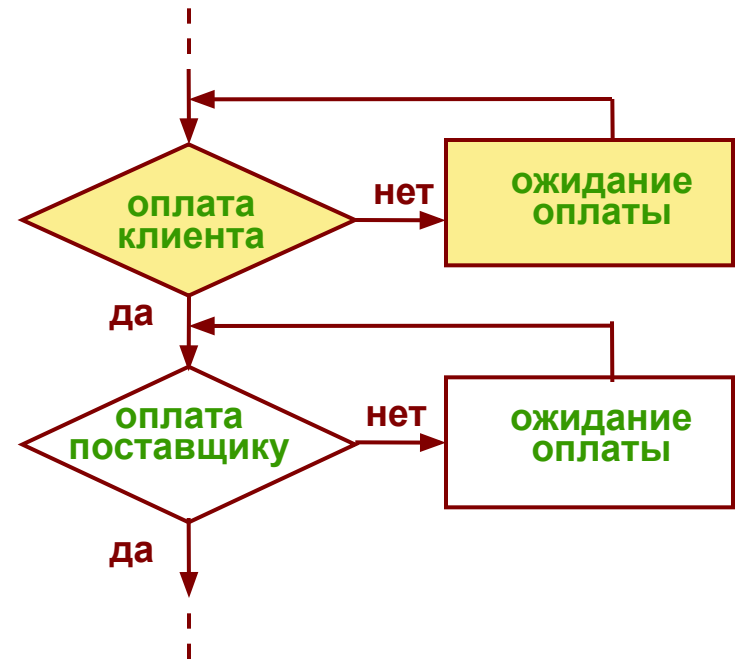 оплата
клиента
нет
ожидание
оплаты
да
оплата
поставщику
нет
ожидание
оплаты
да